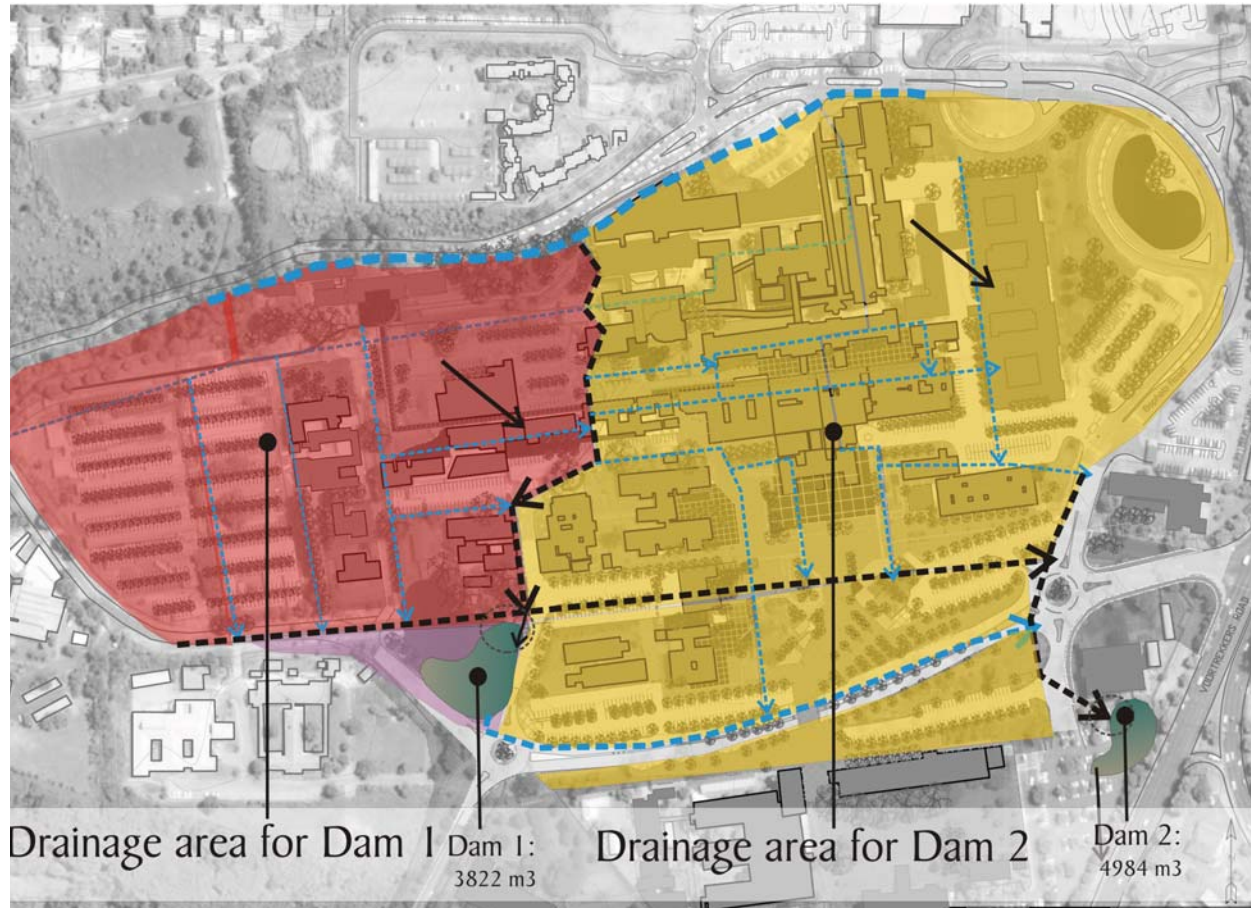 VOORTREKKERS ROAD
Drainage area for Dam 1
Dam 1:
3822 m3
Drainage area for Dam 2
Dam 2:
4984 m3